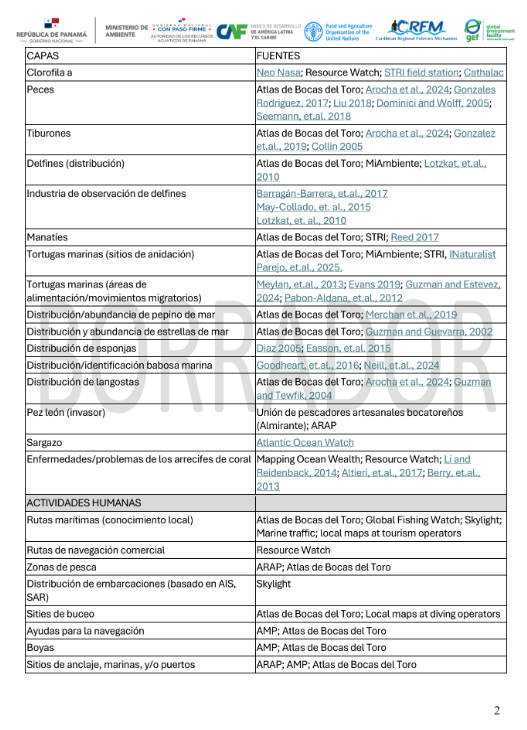 REPÚBLICA DE PANAMÁ
— GOBIERNO NACIONAL —
MINISTERIO DE AMBIENTE
GOBIERNO NACIONAL
• CON PASO FIRME •
AUTORIDAD DE LOS RECURSOS
ACUÁTICOS DE PANAMÁ
CAF
BANCO DE DESARROLLO
DE AMÉRICA LATINA
Y EL CARIBE
Food and Agriculture
Organization of the
United Nations
CRFM
Caribbean Regional Fisheries Mechanism
gef
global
environment
facility
CAPAS FUENTES
Clorofila a Neo Nasa; Resource Watch; STRI field station; Cathalac
Peces Atlas de Bocas del Toro; Arocha et.al., 2024; Gonzales
Rodriguez, 2017; Liu 2018; Dominici and Wolff, 2005;
Seemann, et.al. 2018
Tiburones Atlas de Bocas del Toro; Arocha et.al., 2024; Gonzalez
et.al., 2019; Collin 2005
Delfines (distribución) Atlas de Bocas del Toro; MiAmbiente; Lotzkat, et.al.,
2010
Industria de observación de delfines Barragán-Barrera, et.al., 2017
May-Collado, et. al., 2015
Lotzkat, et. al., 2010
Manatíes Atlas de Bocas del Toro; STRI; Reed 2017
Tortugas marinas (sitios de anidación) Atlas de Bocas del Toro; MiAmbiente; STRI, INaturalist
Parejo, et.al., 2025.
Tortugas marinas (áreas de Meylan, et.al., 2013; Evans 2019; Guzman and Estevez,
alimentación/movimientos migratorios) 2024; Pabon-Aldana, et.al., 2012
Distribución/abundancia de pepino de mar Atlas de Bocas del Toro; Merchan et.al., 2019
Distribución y abundancia de estrellas de mar Atlas de Bocas del Toro; Guzman and Guevarra, 2002
Distribución de esponjas Diaz 2005; Easson, et.al. 2015
Distribución/identificación babosa marina Goodheart, et.al., 2016; Neill, et.al., 2024
Distribución de langostas Atlas de Bocas del Toro; Arocha et.al., 2024; Guzman
and Tewfik, 2004
Pez león (invasor) Unión de pescadores artesanales bocatoreños
(Almirante); ARAP
Sargazo Atlantic Ocean Watch
Enfermedades/problemas de los arrecifes de coral Mapping Ocean Wealth; Resource Watch; Li and
Reidenback, 2014; Altieri, et.al., 2017; Berry, et.al.,
2013
ACTIVIDADES HUMANAS
Rutas marítimas (conocimiento local) Atlas de Bocas del Toro; Global Fishing Watch; Skylight;
Marine traffic; local maps at tourism operators
Rutas de navegación comercial Resource Watch
Zonas de pesca ARAP; Atlas de Bocas del Toro
Distribución de embarcaciones (basado en AIS, Skylight
SAR)
Sities de buceo Atlas de Bocas del Toro; Local maps at diving operators
Ayudas para la navegación AMP; Atlas de Bocas del Toro
Boyas AMP; Atlas de Bocas del Toro
Sitios de anclaje, marinas, y/o puertos ARAP; AMP; Atlas de Bocas del Toro
BORRADOR
2